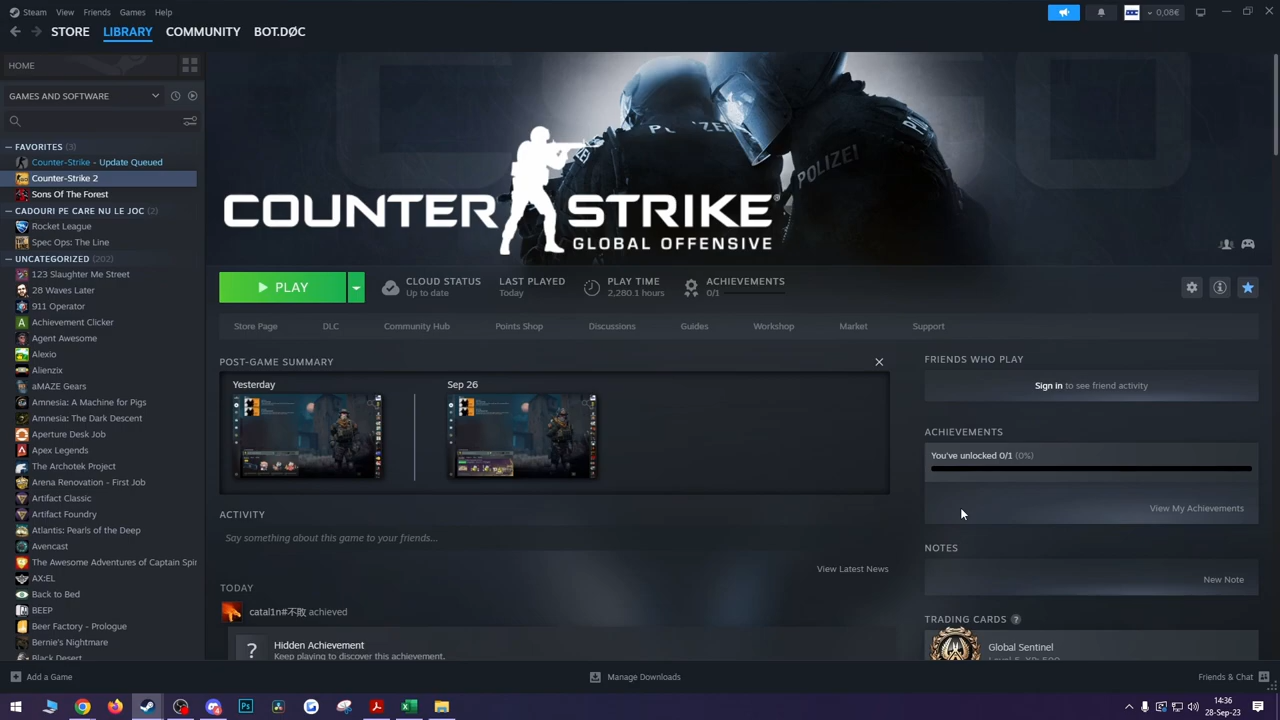 Steam View Friends Games Help
0,08€
STORE LIBRARY COMMUNITY BOT.DØC
HOME
GAMES AND SOFTWARE
FAVORITES (3)
Counter-Strike - Update Queued
Counter-Strike 2
Sons Of The Forest
CADOURI PE CARE NU LE JOC (2)
Rocket League
Spec Ops: The Line
UNCATEGORIZED (202)
123 Slaughter Me Street
28 Waves Later
911 Operator
Achievement Clicker
Agent Awesome
Alexio
Alienzix
aMAZE Gears
Amnesia: A Machine for Pigs
Amnesia: The Dark Descent
Aperture Desk Job
Apex Legends
The Archotek Project
Arena Renovation - First Job
Artifact Classic
Artifact Foundry
Atlantis: Pearls of the Deep
Avencast
The Awesome Adventures of Captain Spir
AX:EL
Back to Bed
BEEP
Beer Factory - Prologue
Bernie's Nightmare
Black Desert
Add a Game
POLIZEI
COUNTER STRIKE
GLOBAL OFFENSIVE
PLAY
CLOUD STATUS
Up to date
LAST PLAYED
Today
PLAY TIME
2,280.1 hours
ACHIEVEMENTS
0/1
Store Page DLC Community Hub Points Shop Discussions Guides Workshop Market Support
POST-GAME SUMMARY
Yesterday
Sep 26
ACTIVITY
Say something about this game to your friends...
View Latest News
TODAY
catal1n#不敗 achieved
Hidden Achievement
Keep playing to discover this achievement.
FRIENDS WHO PLAY
Sign in to see friend activity
ACHIEVEMENTS
You've unlocked 0/1 (0%)
View My Achievements
NOTES
New Note
TRADING CARDS
Global Sentinel
Level 5, XP: 500
Manage Downloads
Friends & Chat
14:36
28-Sep-23